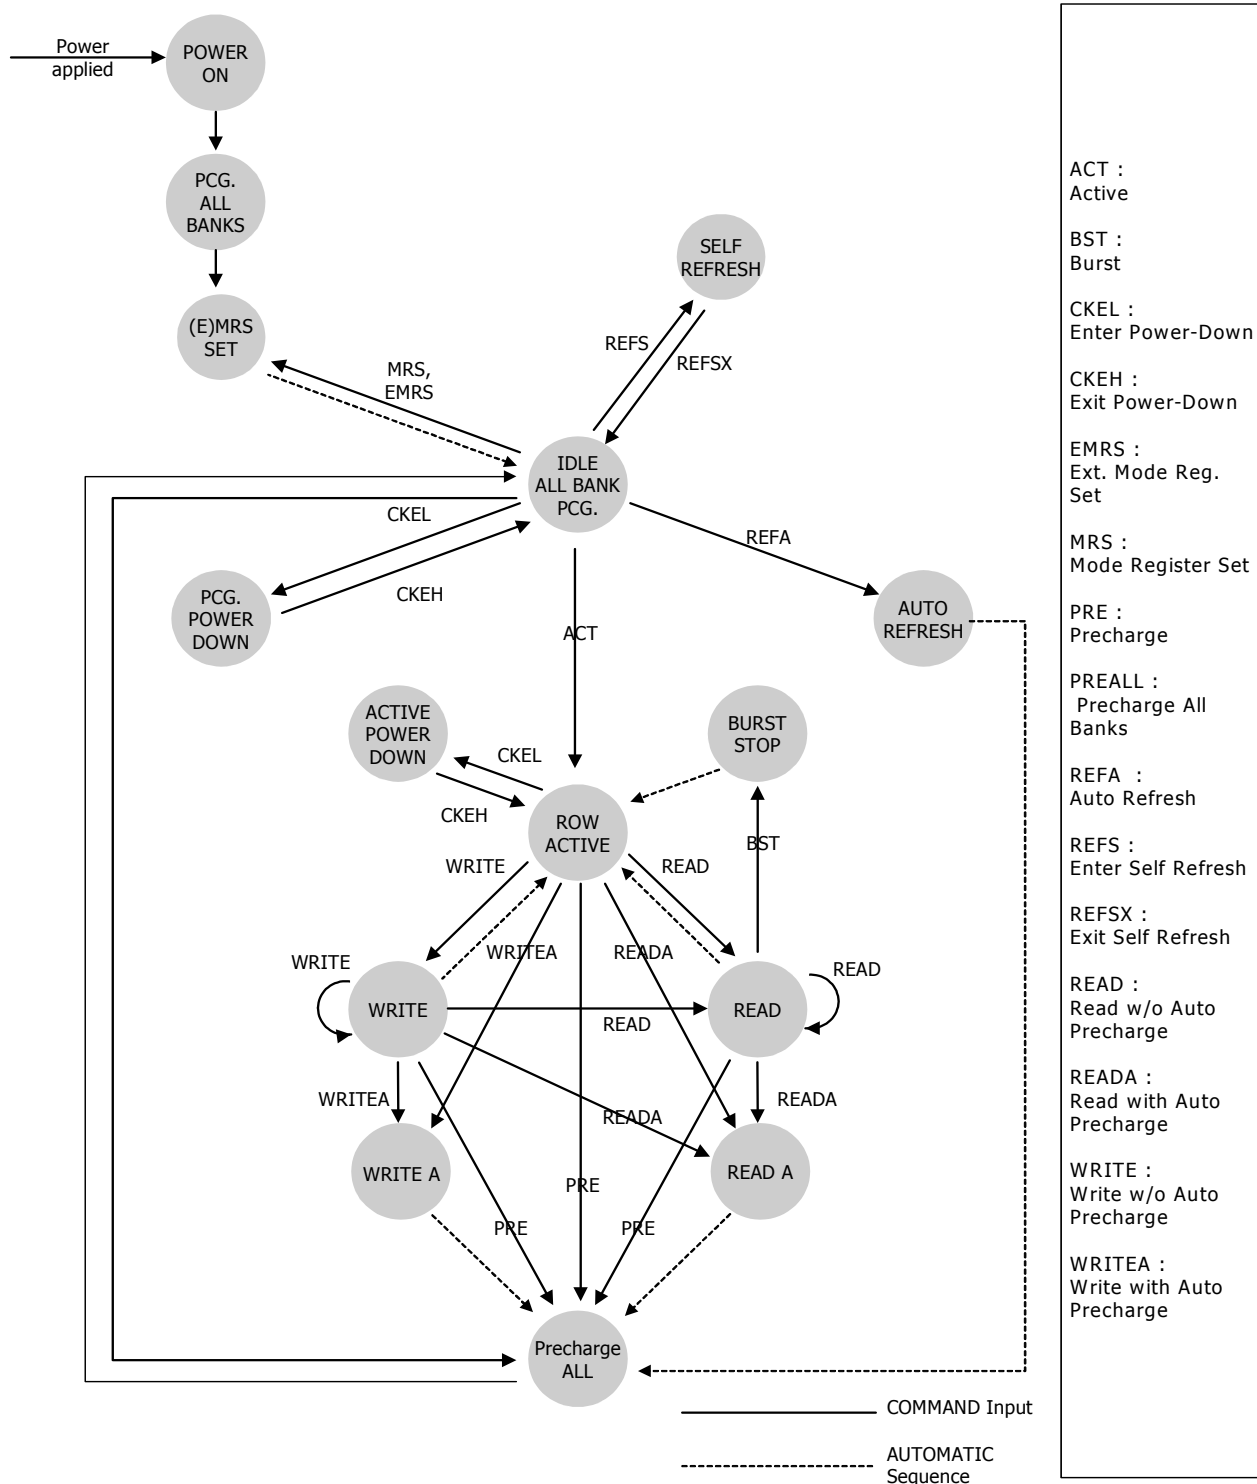 Power
applied
POWER
ON
PCG.
ALL
BANKS
(E)MRS
SET
SELF
REFRESH
REFS
REFSX
MRS,
EMRS
IDLE
ALL BANK
PCG.
CKEL
CKEH
REFA
PCG.
POWER
DOWN
AUTO
REFRESH
ACT
ACTIVE
POWER
DOWN
BURST
STOP
CKEL
CKEH
ROW
ACTIVE
BST
WRITE
READ
WRITEA
READA
WRITE
READ
WRITE
READ
READ
WRITEA
READA
READA
WRITE A
READ A
PRE
PRE
PRE
Precharge
ALL
COMMAND Input
AUTOMATIC
Sequence
ACT :
Active
BST :
Burst
CKEL :
Enter Power-Down
CKEH :
Exit Power-Down
EMRS :
Ext. Mode Reg.
Set
MRS :
Mode Register Set
PRE :
Precharge
PREALL :
Precharge All
Banks
REFA :
Auto Refresh
REFS :
Enter Self Refresh
REFSX :
Exit Self Refresh
READ :
Read w/o Auto
Precharge
READA :
Read with Auto
Precharge
WRITE :
Write w/o Auto
Precharge
WRITEA :
Write with Auto
Precharge